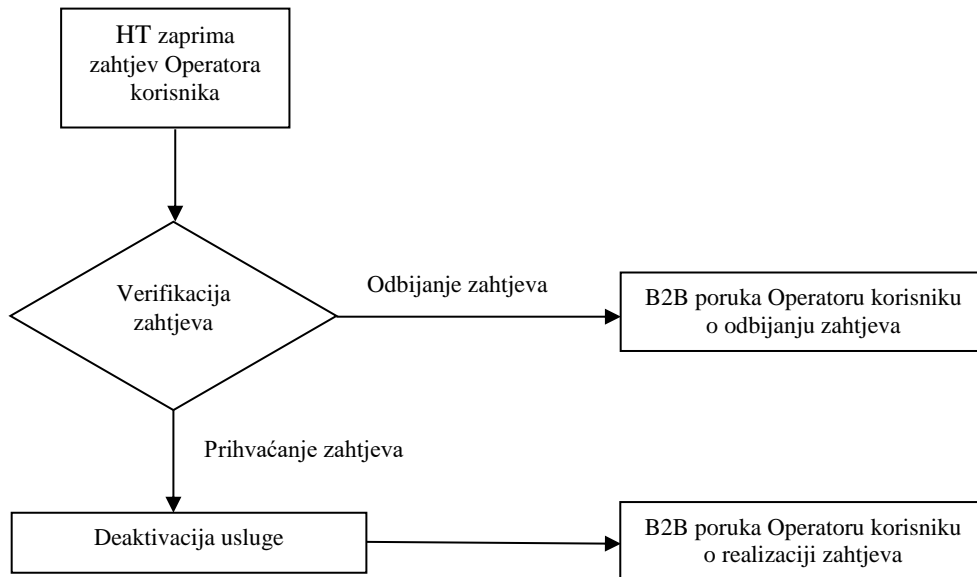 HT zaprima
zahtjev Operatora
korisnika
Verifikacija
zahtjeva
Odbijanje zahtjeva
B2B poruka Operatoru korisniku
o odbijanju zahtjeva
Prihvaćanje zahtjeva
Deaktivacija usluge
B2B poruka Operatoru korisniku
o realizaciji zahtjeva